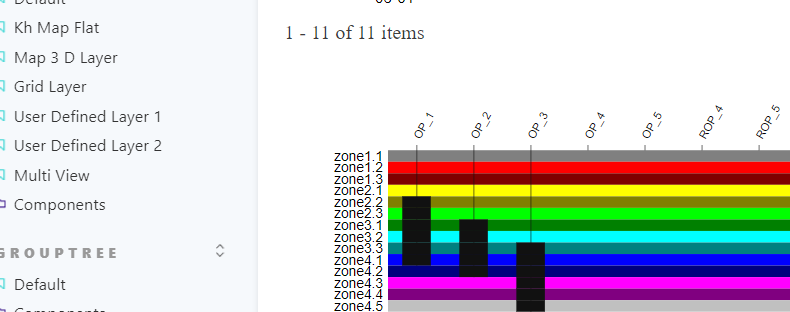 Default
Kh Map Flat
Map 3 D Layer
Grid Layer
User Defined Layer 1
User Defined Layer 2
Multi View
Components
GROUPTREE
Default
Components
1 - 11 of 11 items
OP_1
OP_2
OP_3
OP_4
OP_5
ROP_4
ROP_5
zone1.1
zone1.2
zone1.3
zone2.1
zone2.2
zone2.3
zone3.1
zone3.2
zone3.3
zone4.1
zone4.2
zone4.3
zone4.4
zone4.5